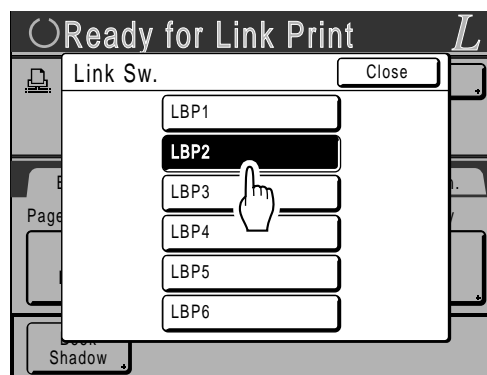 Ready for Link Print L
Link Sw.
Close
LBP1
LBP2
LBP3
LBP4
LBP5
LBP6
Page
Shadow